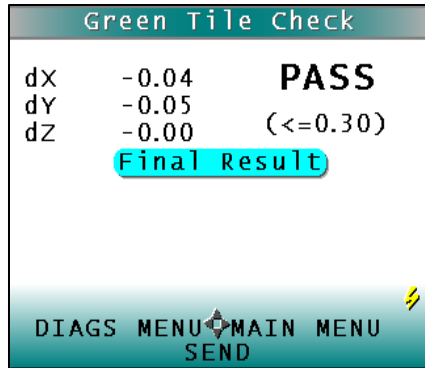 Green Tile Check
dX -0.04 PASS
dY -0.05
dZ -0.00 (<=0.30)
Final Result
DIAGS MENU MAIN MENU
SEND